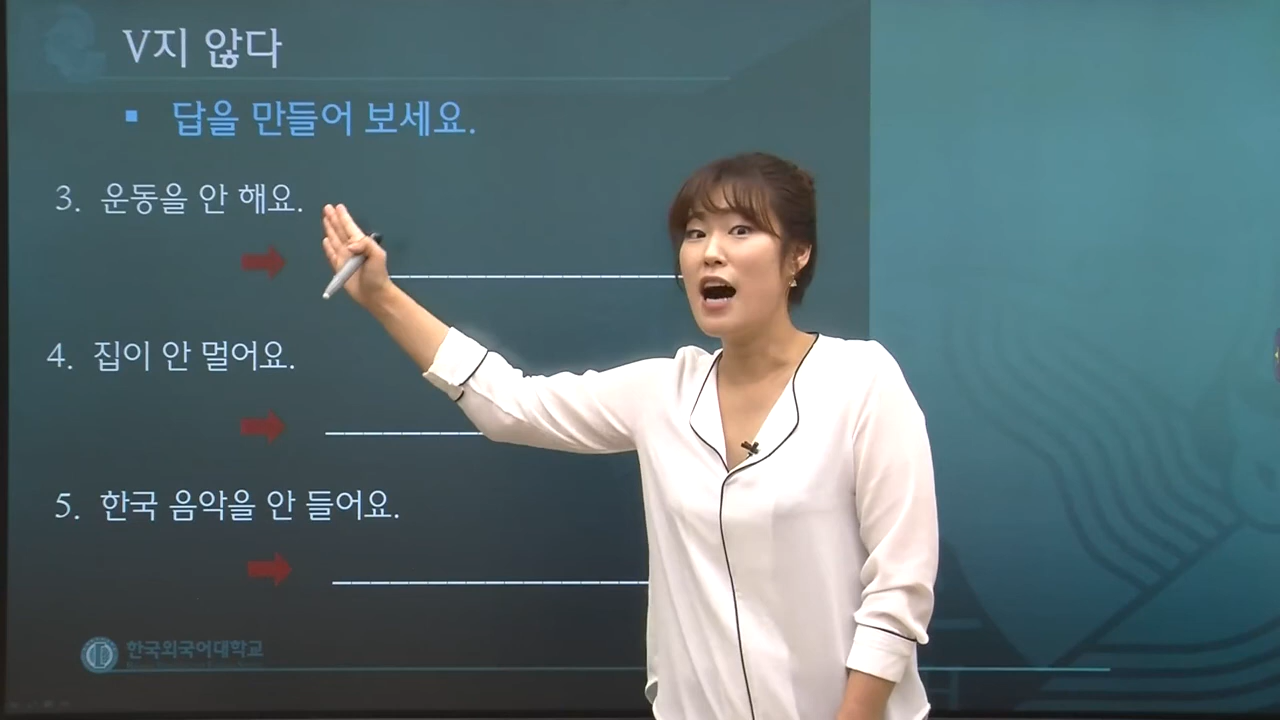 V지 않다
▪ 답을 만들어 보세요.
3. 운동을 안 해요.
4. 집이 안 멀어요.
5. 한국 음악을 안 들어요.
한국외국어대학교